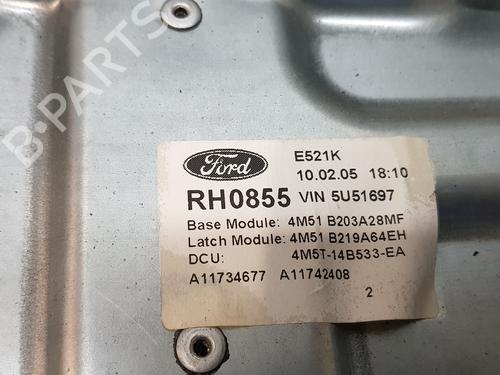 B-PARTS
Ford
E521K
10.02.05 18:10
RH0855 VIN 5U51697
Base Module: 4M51 B203A28MF
Latch Module: 4M51 B219A64EH
DCU: 4M5T-14B533-EA
A11734677 A11742408
2